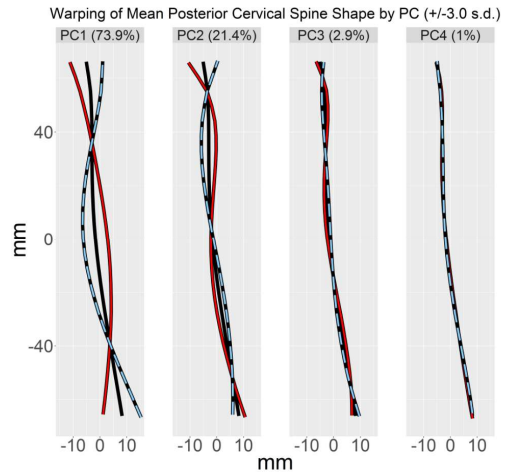 Warping of Mean Posterior Cervical Spine Shape by PC (+/-3.0 s.d.)
PC1 (73.9%) PC2 (21.4%) PC3 (2.9%) PC4 (1%)
40
0
-40
mm
-10 0 10 -10 0 10 -10 0 10 -10 0 10
mm